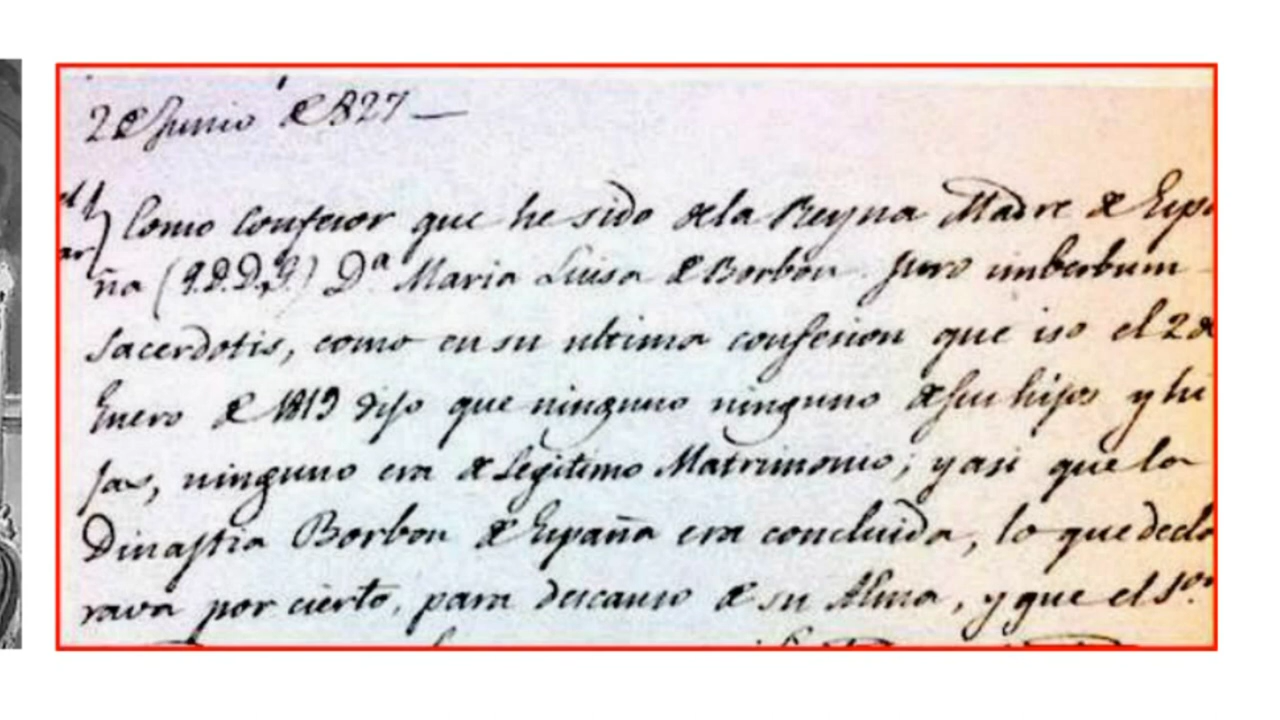 2 de Junio de 1827 —
Como confesor que he sido de la Reyna Madre de Espa
ña (q.D.D.g.) Dª Maria Luisa de Borbon. Juro imberbum
Sacerdotis, como en su ultima confesion que iso el 2 de
Enero de 1819 dijo que ninguno ninguno de sus hijos y hi
jas, ninguno era de legitimo Matrimonio; y asi que la
Dinastia Borbon de España era concluida, lo que decla
rava por cierto, para descanso de su Alma, y que el Sor.